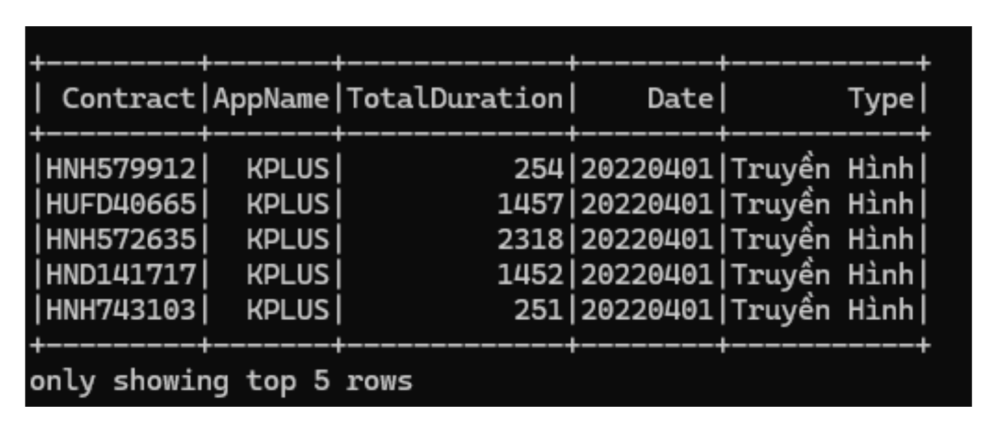 +---------+-------+-------------+--------+-----------+
| Contract|AppName|TotalDuration|    Date|       Type|
+---------+-------+-------------+--------+-----------+
|HNH579912|  KPLUS|          254|20220401|Truyền Hình|
|HUFD40665|  KPLUS|         1457|20220401|Truyền Hình|
|HNH572635|  KPLUS|         2318|20220401|Truyền Hình|
|HND141717|  KPLUS|         1452|20220401|Truyền Hình|
|HNH743103|  KPLUS|          251|20220401|Truyền Hình|
+---------+-------+-------------+--------+-----------+
only showing top 5 rows